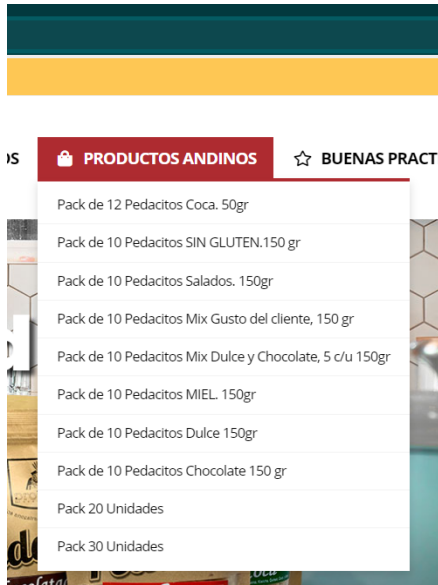 OS
PRODUCTOS ANDINOS
BUENAS PRACT
Pack de 12 Pedacitos Coca. 50gr
Pack de 10 Pedacitos SIN GLUTEN.150 gr
Pack de 10 Pedacitos Salados. 150gr
Pack de 10 Pedacitos Mix Gusto del cliente, 150 gr
Pack de 10 Pedacitos Mix Dulce y Chocolate, 5 c/u 150gr
Pack de 10 Pedacitos MIEL. 150gr
Pack de 10 Pedacitos Dulce 150gr
Pack de 10 Pedacitos Chocolate 150 gr
Pack 20 Unidades
Pack 30 Unidades